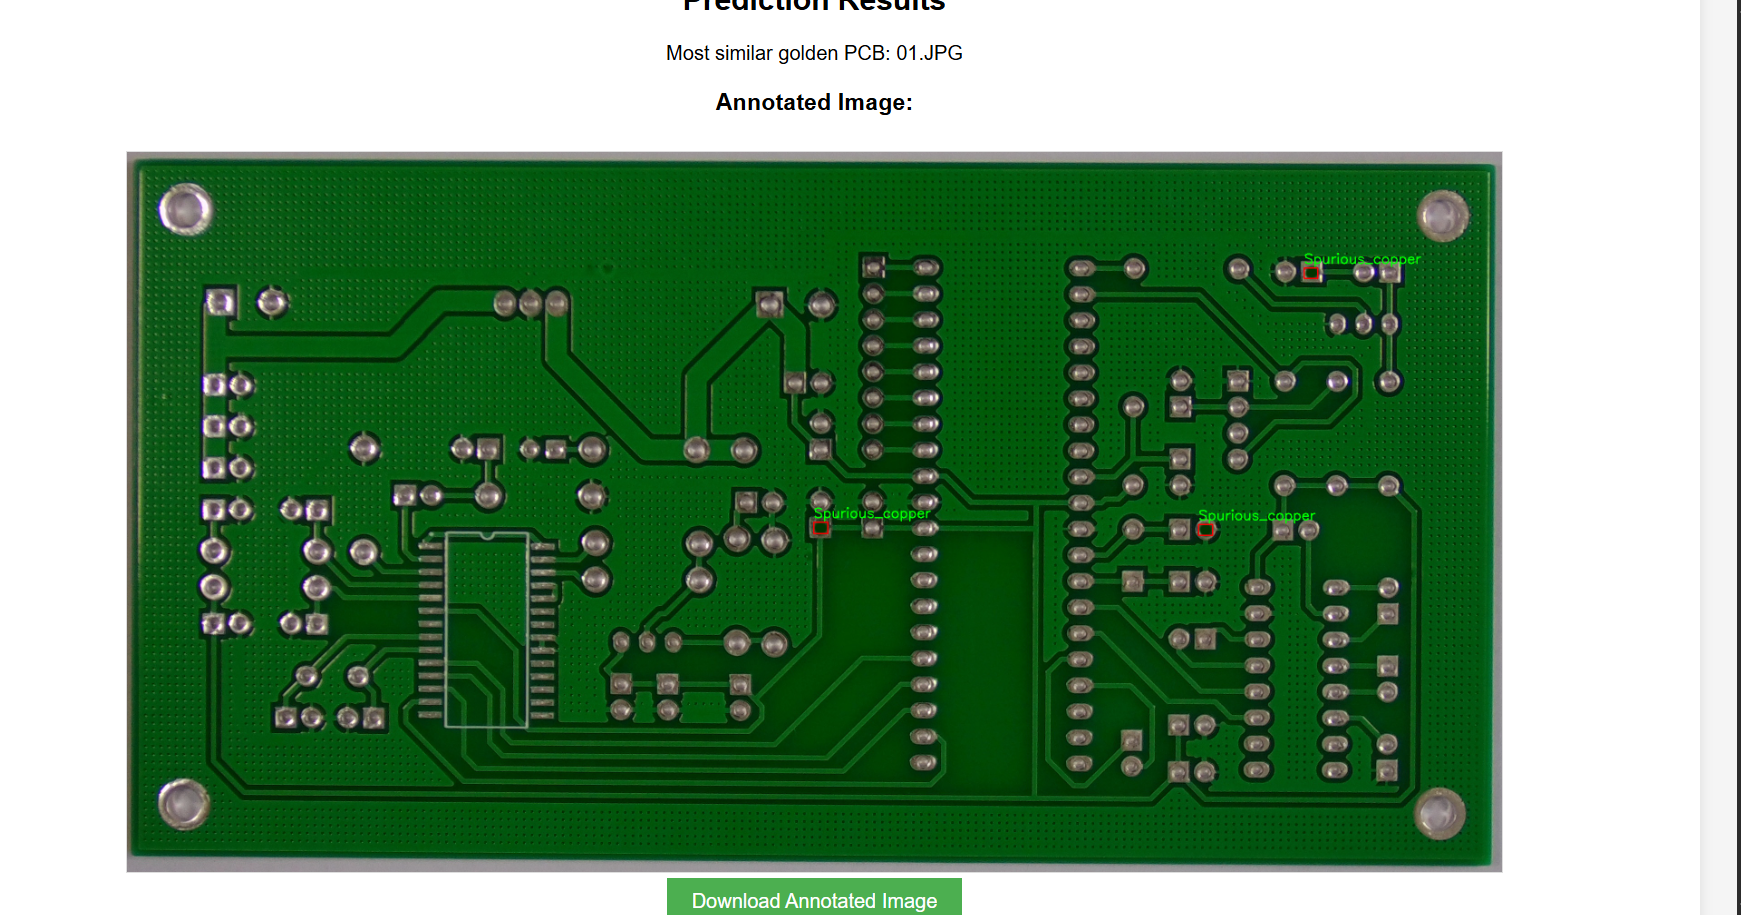 Prediction Results
Most similar golden PCB: 01.JPG
Annotated Image:
Spurious_copper
Spurious_copper
Spurious_copper
Download Annotated Image